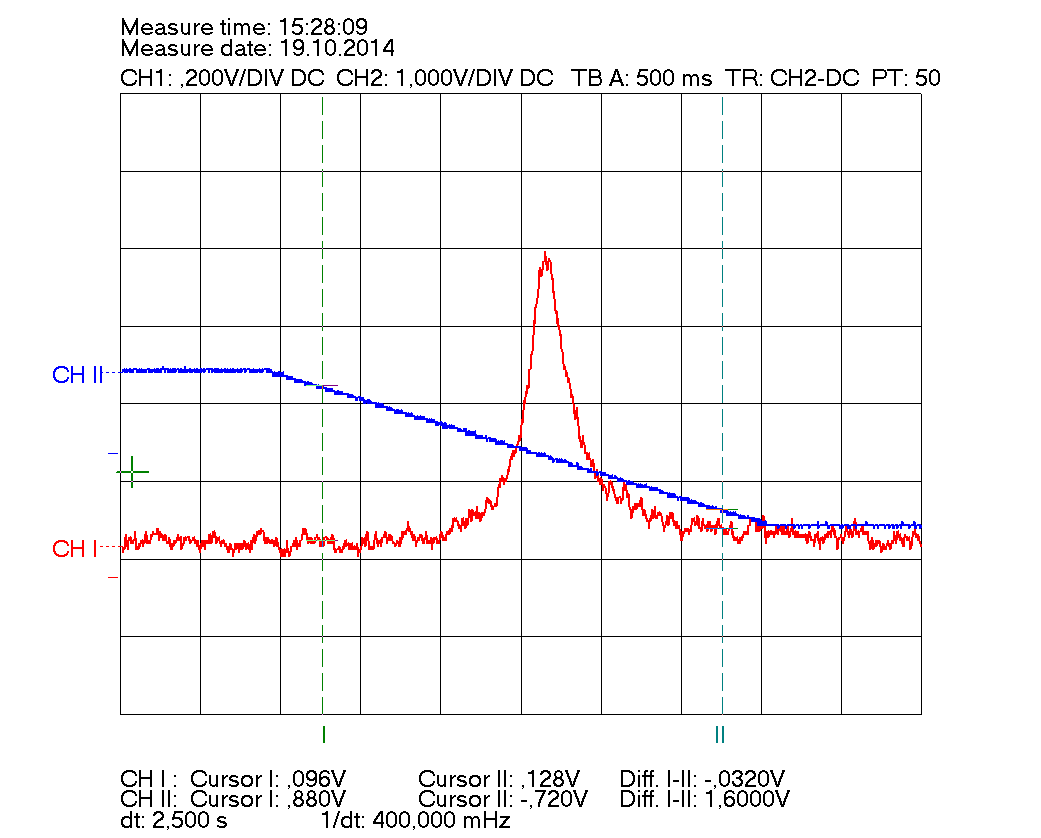 Measure time: 15:28:09
Measure date: 19.10.2014
CH1: ,200V/DIV DC CH2: 1,000V/DIV DC TB A: 500 ms TR: CH2-DC PT: 50
CH II
CH I
I II
CH I : Cursor I: ,096V Cursor II: ,128V Diff. I-II: -,0320V
CH II: Cursor I: ,880V Cursor II: -,720V Diff. I-II: 1,6000V
dt: 2,500 s 1/dt: 400,000 mHz